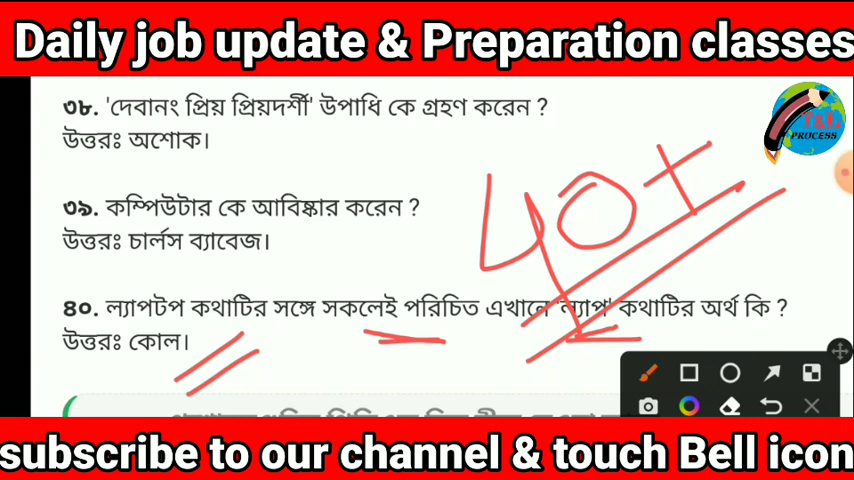 Daily job update & Preparation classes
৩৮. 'দেবানং প্রিয় প্রিয়দর্শী' উপাধি কে গ্রহণ করেন ?
উত্তরঃ অশোক।
T&L
PROCESS
৩৯. কম্পিউটার কে আবিষ্কার করেন ?
উত্তরঃ চার্লস ব্যাবেজ।
40+
৪০. ল্যাপটপ কথাটির সঙ্গে সকলেই পরিচিত এখানে 'ল্যাপ' কথাটির অর্থ কি ?
উত্তরঃ কোল।
subscribe to our channel & touch Bell icon